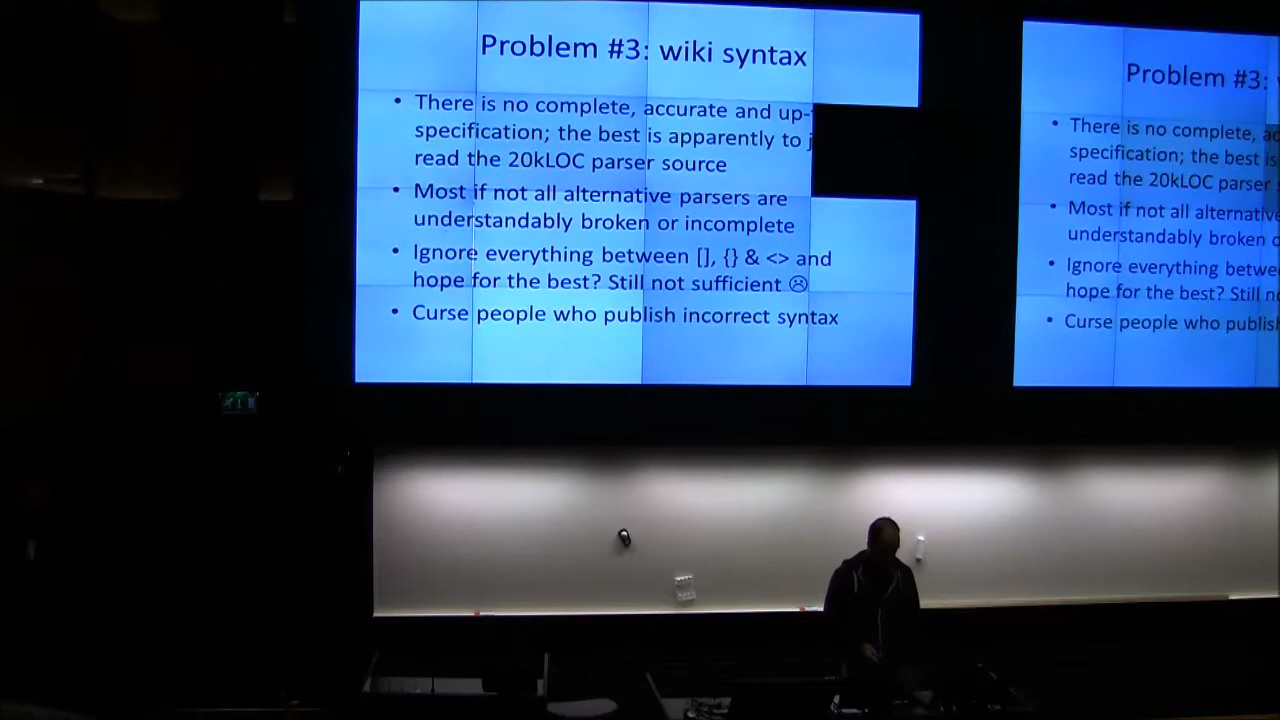 Problem #3: wiki syntax
• There is no complete, accurate and up-
specification; the best is apparently to
read the 20kLOC parser source
• Most if not all alternative parsers are
understandably broken or incomplete
• Ignore everything between [], {} & <> and
hope for the best? Still not sufficient ☹
• Curse people who publish incorrect syntax
Problem #3:
• There is no complete,
specification; the best is
read the 20kLOC parser
• Most if not all
understandably broken
• Ignore everything
hope for the best? Still
• Curse people who